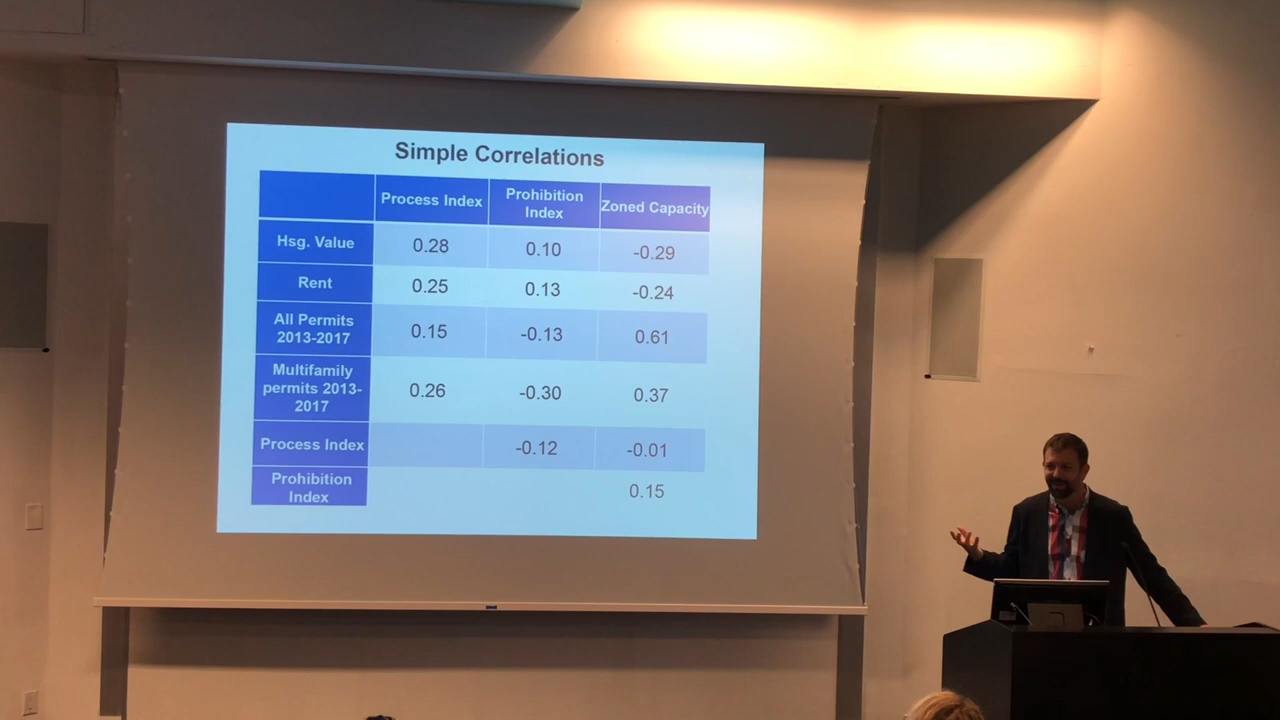 Simple Correlations
Process Index
Prohibition
Index
Zoned Capacity
Hsg. Value
0.28
0.10
-0.29
Rent
0.25
0.13
-0.24
All Permits
2013-2017
0.15
-0.13
0.61
Multifamily
permits 2013-
2017
0.26
-0.30
0.37
Process Index
-0.12
-0.01
Prohibition
Index
0.15